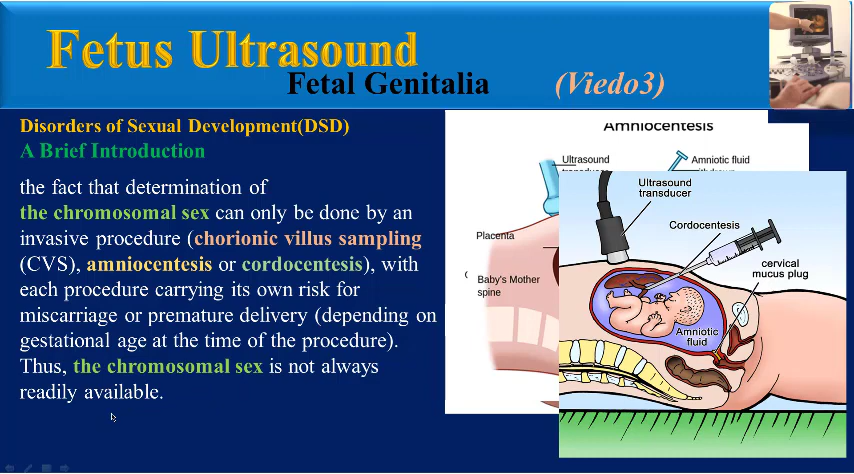 Fetus Ultrasound
Fetal Genitalia
(Viedo3)
Disorders of Sexual Development(DSD)
A Brief Introduction
the fact that determination of
the chromosomal sex can only be done by an
invasive procedure (chorionic villus sampling
(CVS), amniocentesis or cordocentesis), with
each procedure carrying its own risk for
miscarriage or premature delivery (depending on
gestational age at the time of the procedure).
Thus, the chromosomal sex is not always
readily available.
Amniocentesis
Ultrasound
Amniotic fluid
Placenta
Baby's Mother
spine
Ultrasound
transducer
Cordocentesis
cervical
mucus plug
Amniotic
fluid